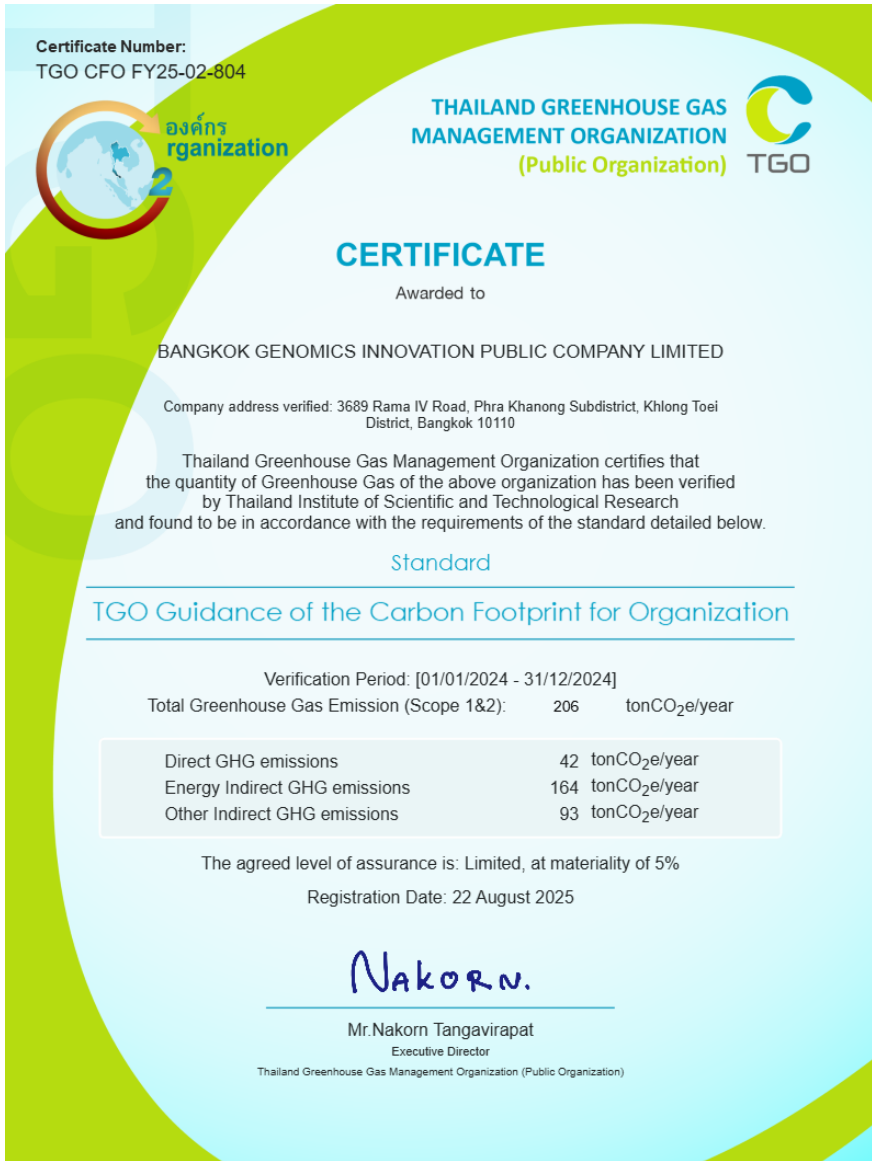 Certificate Number:
TGO CFO FY25-02-804
องค์กร
rganization
2
THAILAND GREENHOUSE GAS
MANAGEMENT ORGANIZATION
(Public Organization)
TGO
CERTIFICATE
Awarded to
BANGKOK GENOMICS INNOVATION PUBLIC COMPANY LIMITED
Company address verified: 3689 Rama IV Road, Phra Khanong Subdistrict, Khlong Toei
District, Bangkok 10110
Thailand Greenhouse Gas Management Organization certifies that
the quantity of Greenhouse Gas of the above organization has been verified
by Thailand Institute of Scientific and Technological Research
and found to be in accordance with the requirements of the standard detailed below.
Standard
TGO Guidance of the Carbon Footprint for Organization
Verification Period: [01/01/2024 - 31/12/2024]
Total Greenhouse Gas Emission (Scope 1&2): 206 tonCO₂e/year
Direct GHG emissions 42 tonCO₂e/year
Energy Indirect GHG emissions 164 tonCO₂e/year
Other Indirect GHG emissions 93 tonCO₂e/year
The agreed level of assurance is: Limited, at materiality of 5%
Registration Date: 22 August 2025
NAKORN.
Mr.Nakorn Tangavirapat
Executive Director
Thailand Greenhouse Gas Management Organization (Public Organization)
TGO